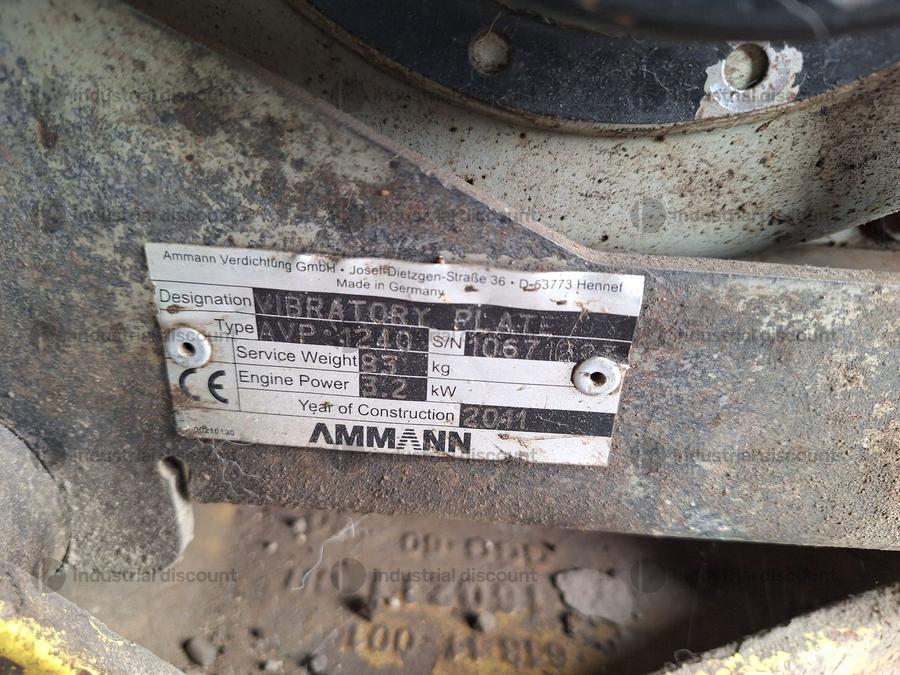 Ammann Verdichtung GmbH · Josef-Dietzgen-Straße 36 · D-53773 Hennef
Made in Germany
Designation VIBRATORY PLATE
Type AVP 1240 S/N
Service Weight 83 kg
Engine Power 3.2 kW
CE
Year of Construction 2011
AMMANN
industrial discount